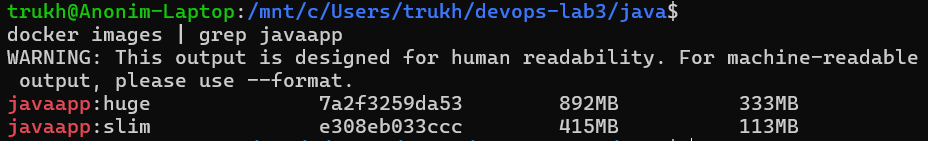 trukh@Anonim-Laptop:/mnt/c/Users/trukh/devops-lab3/java$
docker images | grep javaapp
WARNING: This output is designed for human readability. For machine-readable
 output, please use --format.
javaapp:huge             7a2f3259da53        892MB          333MB
javaapp:slim             e308eb033ccc        415MB          113MB